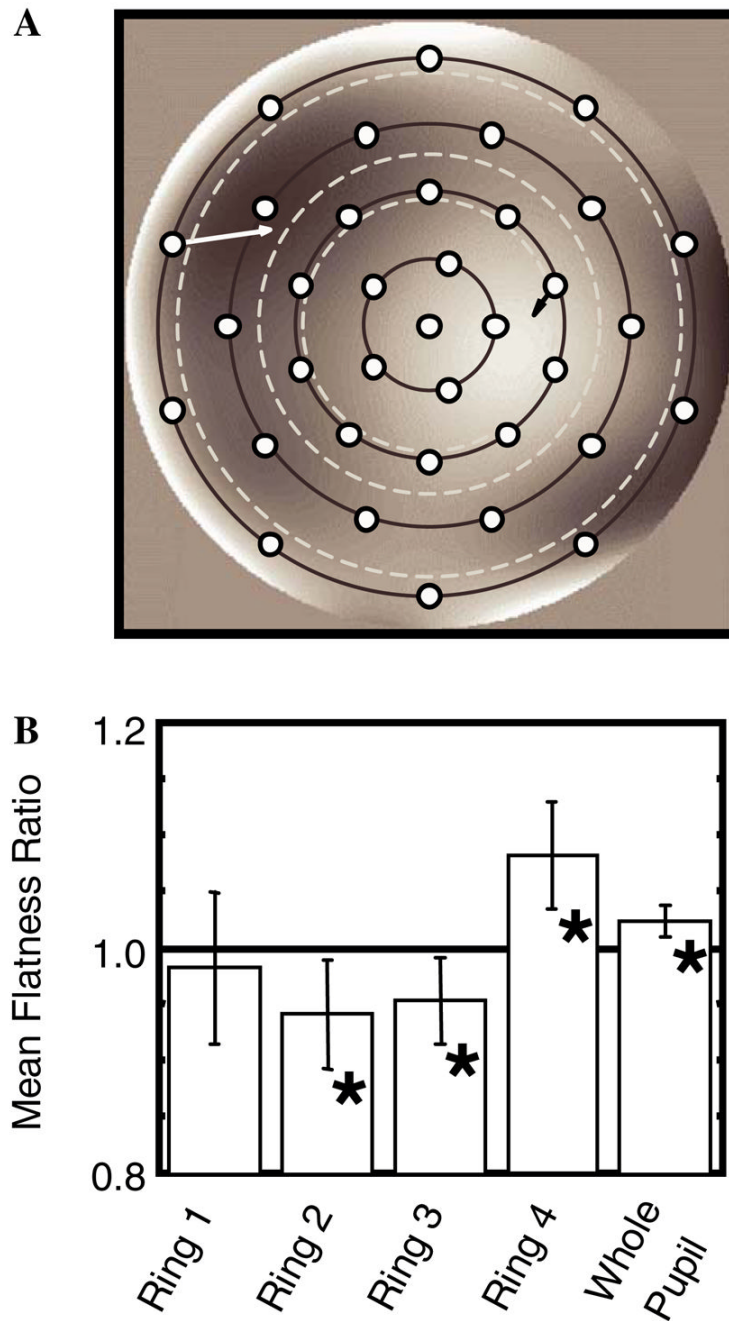 A
B
Mean Flatness Ratio
1.2
1.0
0.8
*
*
*
*
Ring 1
Ring 2
Ring 3
Ring 4
Whole
Pupil